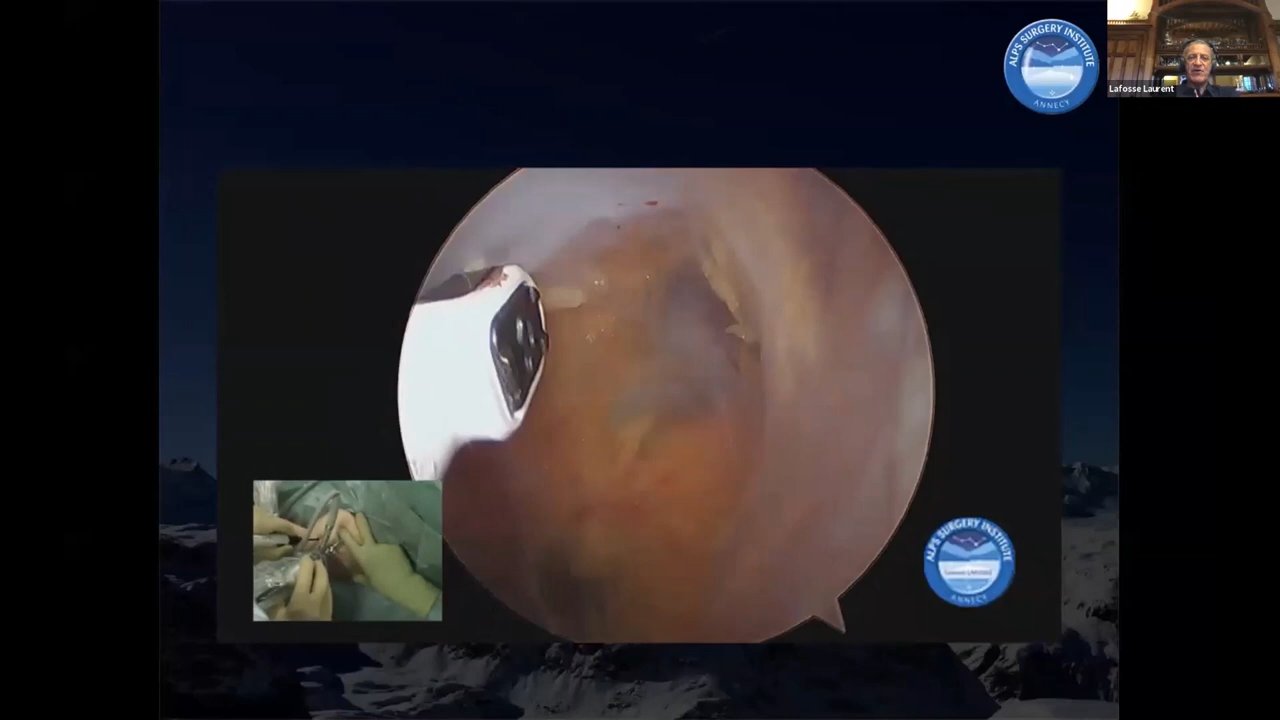 ALPS SURGERY INSTITUTE
ANNECY
Lafosse Laurent
ALPS SURGERY INSTITUTE
ANNECY